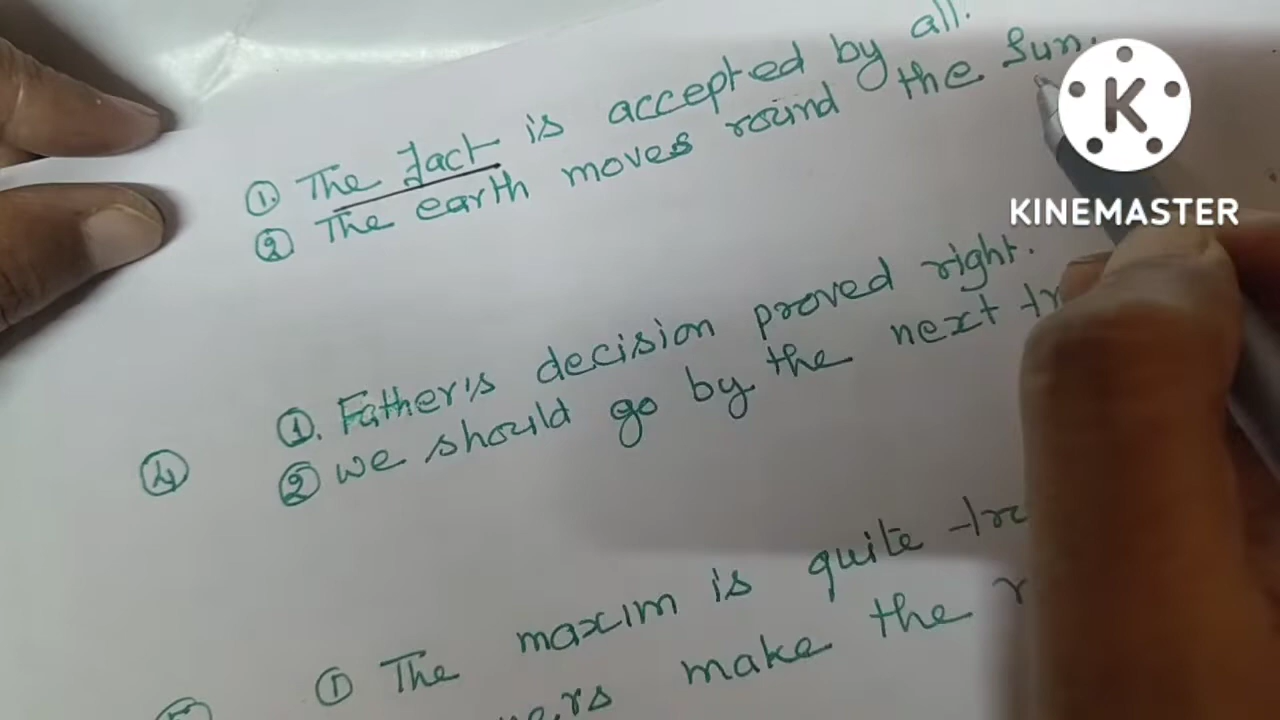 ① The fact is accepted by all.
② The earth moves round the Sun.
④ ①. Father's decision proved right.
② we should go by the next
① The maxim is quite
make the
K
KINEMASTER